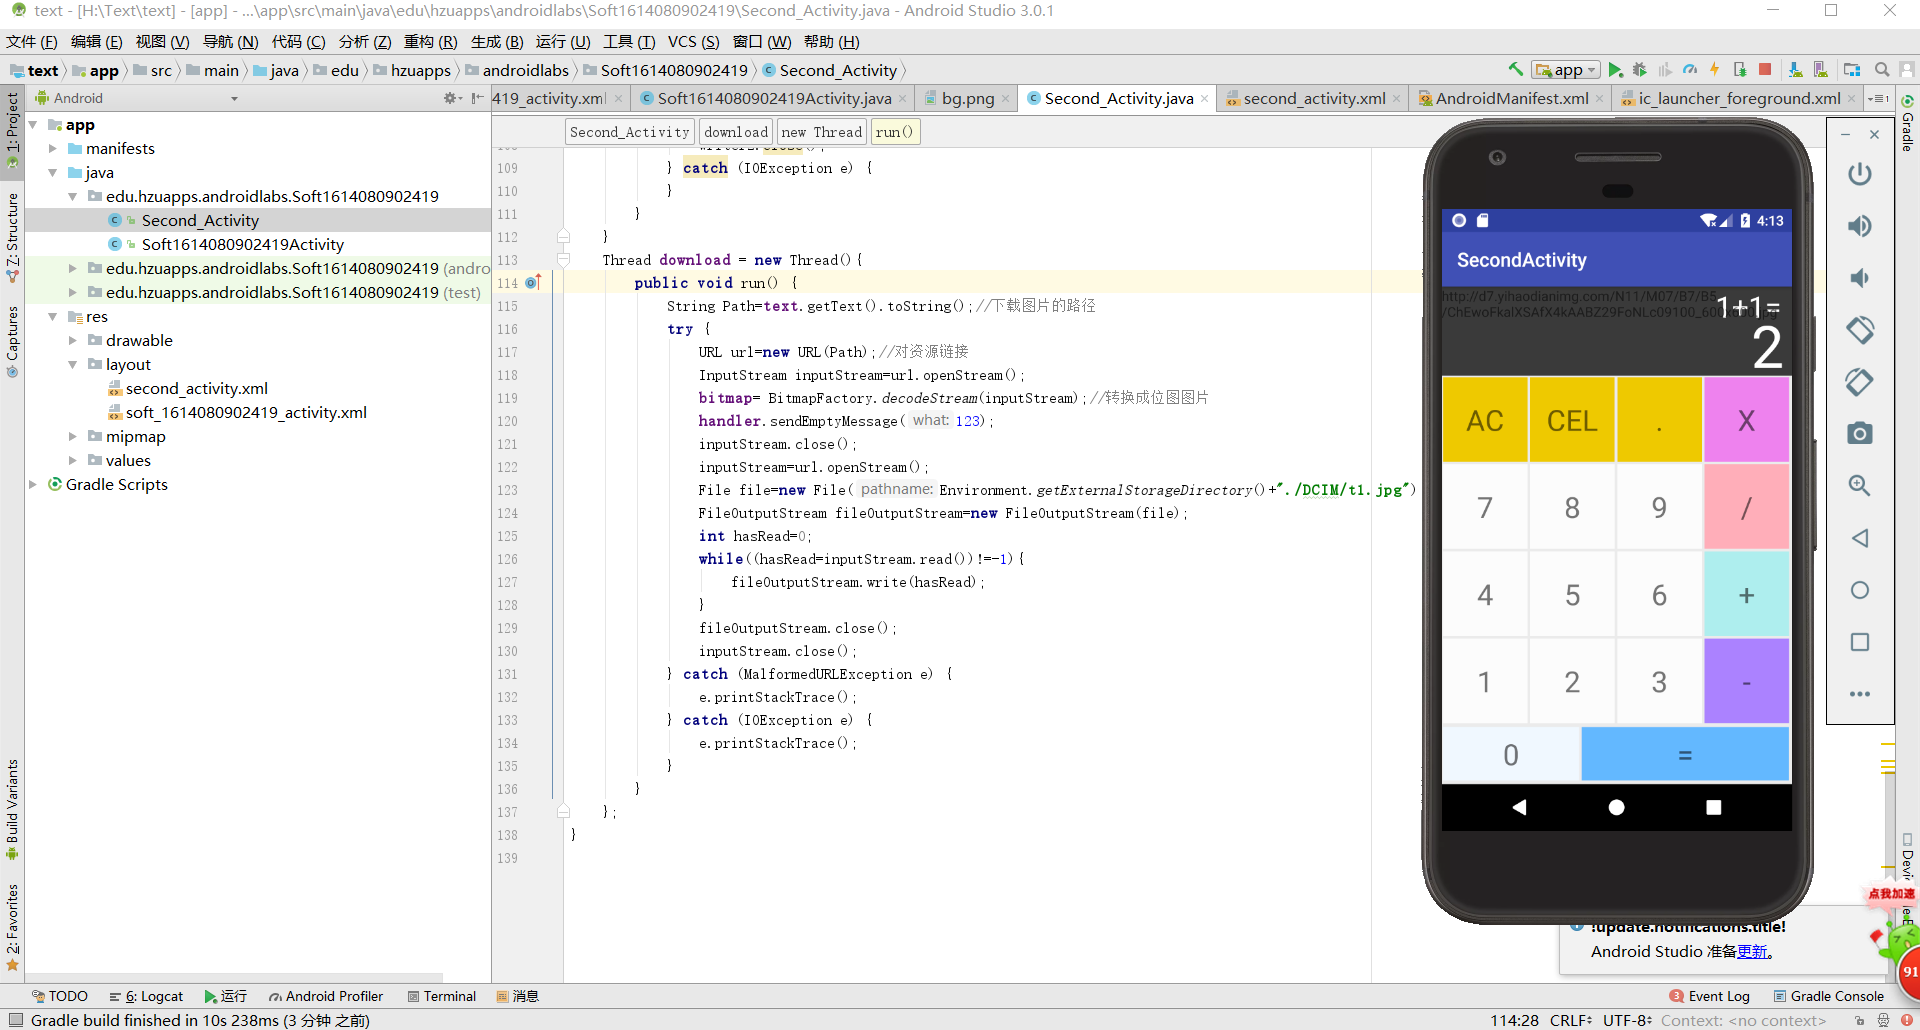 text - [H:\Text\text] - [app] - ...\app\src\main\java\edu\hzuapps\androidlabs\Soft1614080902419\Second_Activity.java - Android Studio 3.0.1
文件 (F) 编辑 (E) 视图 (V) 导航 (N) 代码 (C) 分析 (Z) 重构 (R) 生成 (B) 运行 (U) 工具 (T) VCS (S) 窗口 (W) 帮助 (H)
text app src main java edu hzuapps androidlabs Soft1614080902419 Second_Activity
app
Android
419_activity.xml Soft1614080902419Activity.java bg.png Second_Activity.java second_activity.xml AndroidManifest.xml ic_launcher_foreground.xml
1: Project
Z: Structure
Captures
Build Variants
2: Favorites
app
manifests
java
edu.hzuapps.androidlabs.Soft1614080902419
Second_Activity
Soft1614080902419Activity
edu.hzuapps.androidlabs.Soft1614080902419 (andro
edu.hzuapps.androidlabs.Soft1614080902419 (test)
res
drawable
layout
second_activity.xml
soft_1614080902419_activity.xml
mipmap
values
Gradle Scripts
Second_Activity download new Thread run()
109 } catch (IOException e) {
110 }
111 }
112 }
113 Thread download = new Thread(){
114 public void run() {
115 String Path=text.getText().toString();//下载图片的路径
116 try {
117 URL url=new URL(Path);//对资源链接
118 InputStream inputStream=url.openStream();
119 bitmap= BitmapFactory.decodeStream(inputStream);//转换成位图图片
120 handler.sendEmptyMessage( what: 123);
121 inputStream.close();
122 inputStream=url.openStream();
123 File file=new File( pathname: Environment.getExternalStorageDirectory()+"./DCIM/t1.jpg")
124 FileOutputStream fileOutputStream=new FileOutputStream(file);
125 int hasRead=0;
126 while((hasRead=inputStream.read())!=-1){
127 fileOutputStream.write(hasRead);
128 }
129 fileOutputStream.close();
130 inputStream.close();
131 } catch (MalformedURLException e) {
132 e.printStackTrace();
133 } catch (IOException e) {
134 e.printStackTrace();
135 }
136 }
137 };
138 }
139
4:13
SecondActivity
http://d7.yihaodianimg.com/N11/M07/B7/B5
1+1=
2
AC CEL . X
7 8 9 /
4 5 6 +
1 2 3 -
0 =
Gradle
点我加速
91
!update.notifications.title!
Android Studio 准备更新。
TODO 6: Logcat 运行 Android Profiler Terminal 消息
3 Event Log Gradle Console
Gradle build finished in 10s 238ms (3 分钟 之前)
114:28 CRLF UTF-8 Context: <no context>